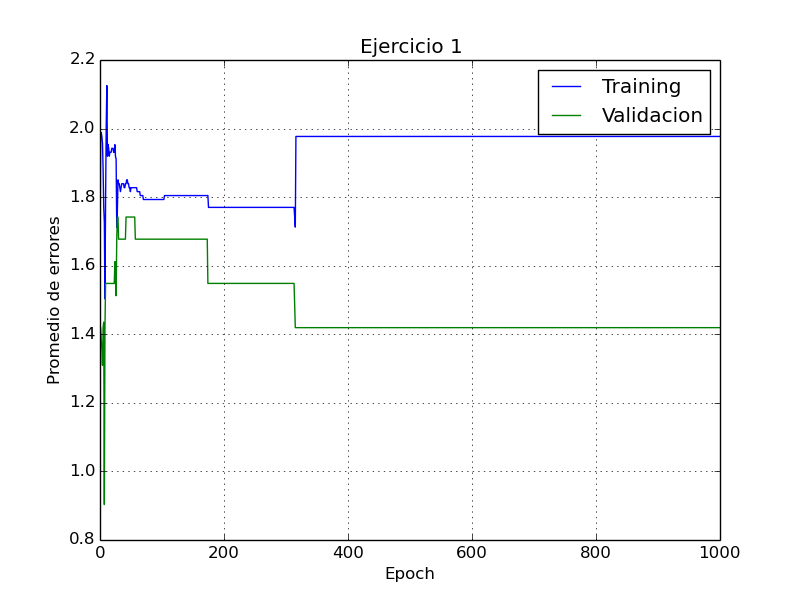 Ejercicio 1
Training
Validacion
Promedio de errores
2.2
2.0
1.8
1.6
1.4
1.2
1.0
0.8
0
200
400
600
800
1000
Epoch